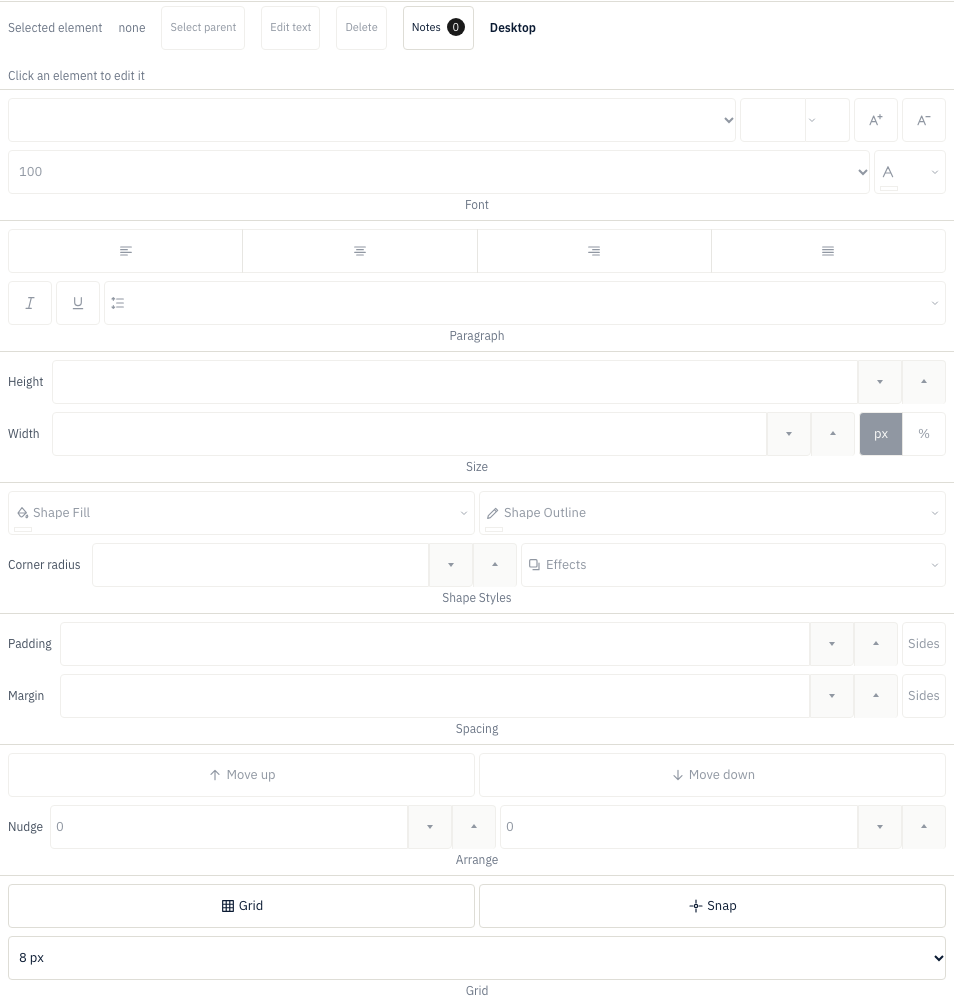 Selected element none Select parent Edit text Delete Notes 0 Desktop
Click an element to edit it
A+ A-
100 A
Font
I U
Paragraph
Height
Width px %
Size
Shape Fill Shape Outline
Corner radius Effects
Shape Styles
Padding Sides
Margin Sides
Spacing
Move up Move down
Nudge 0 0
Arrange
Grid Snap
8 px
Grid